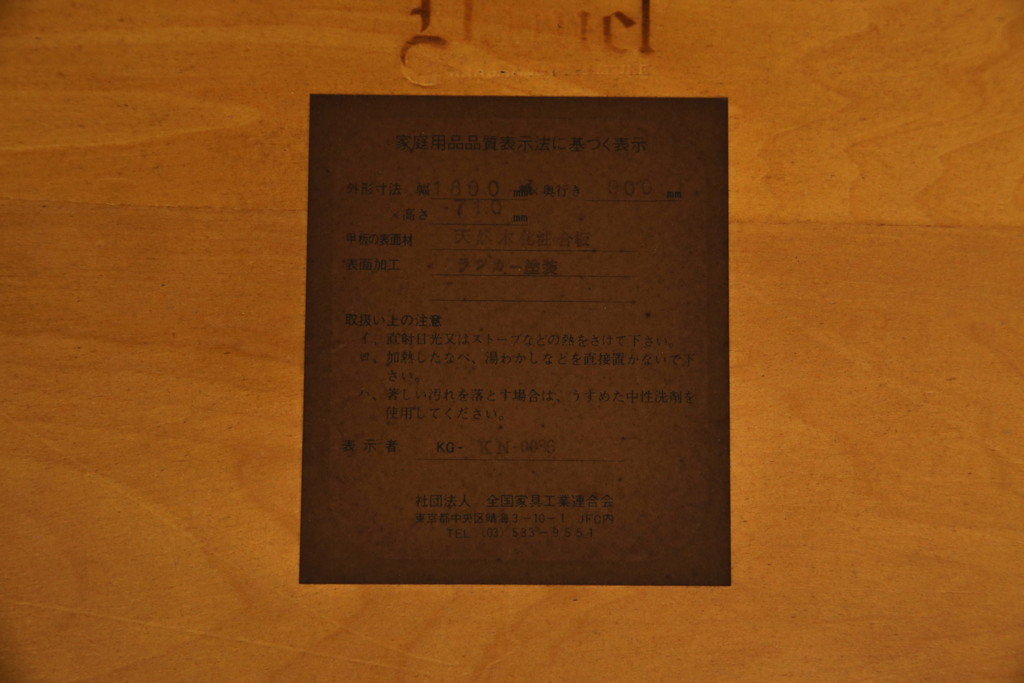 家庭用品品質表示法に基づく表示
外形寸法 幅 1800 mm×奥行き 900 mm
×高さ 710 mm
甲板の表面材 天然木化粧合板
表面加工 ラッカー塗装
取扱い上の注意
イ、直射日光又はストーブなどの熱をさけて下さい。
ロ、加熱したなべ、湯わかしなどを直接置かないで下
さい。
ハ、著しい汚れを落とす場合は、うすめた中性洗剤を
使用してください。
表示者 KG-
社団法人 全国家具工業連合会
東京都中央区晴海3-10-1 JFC内
TEL (03)